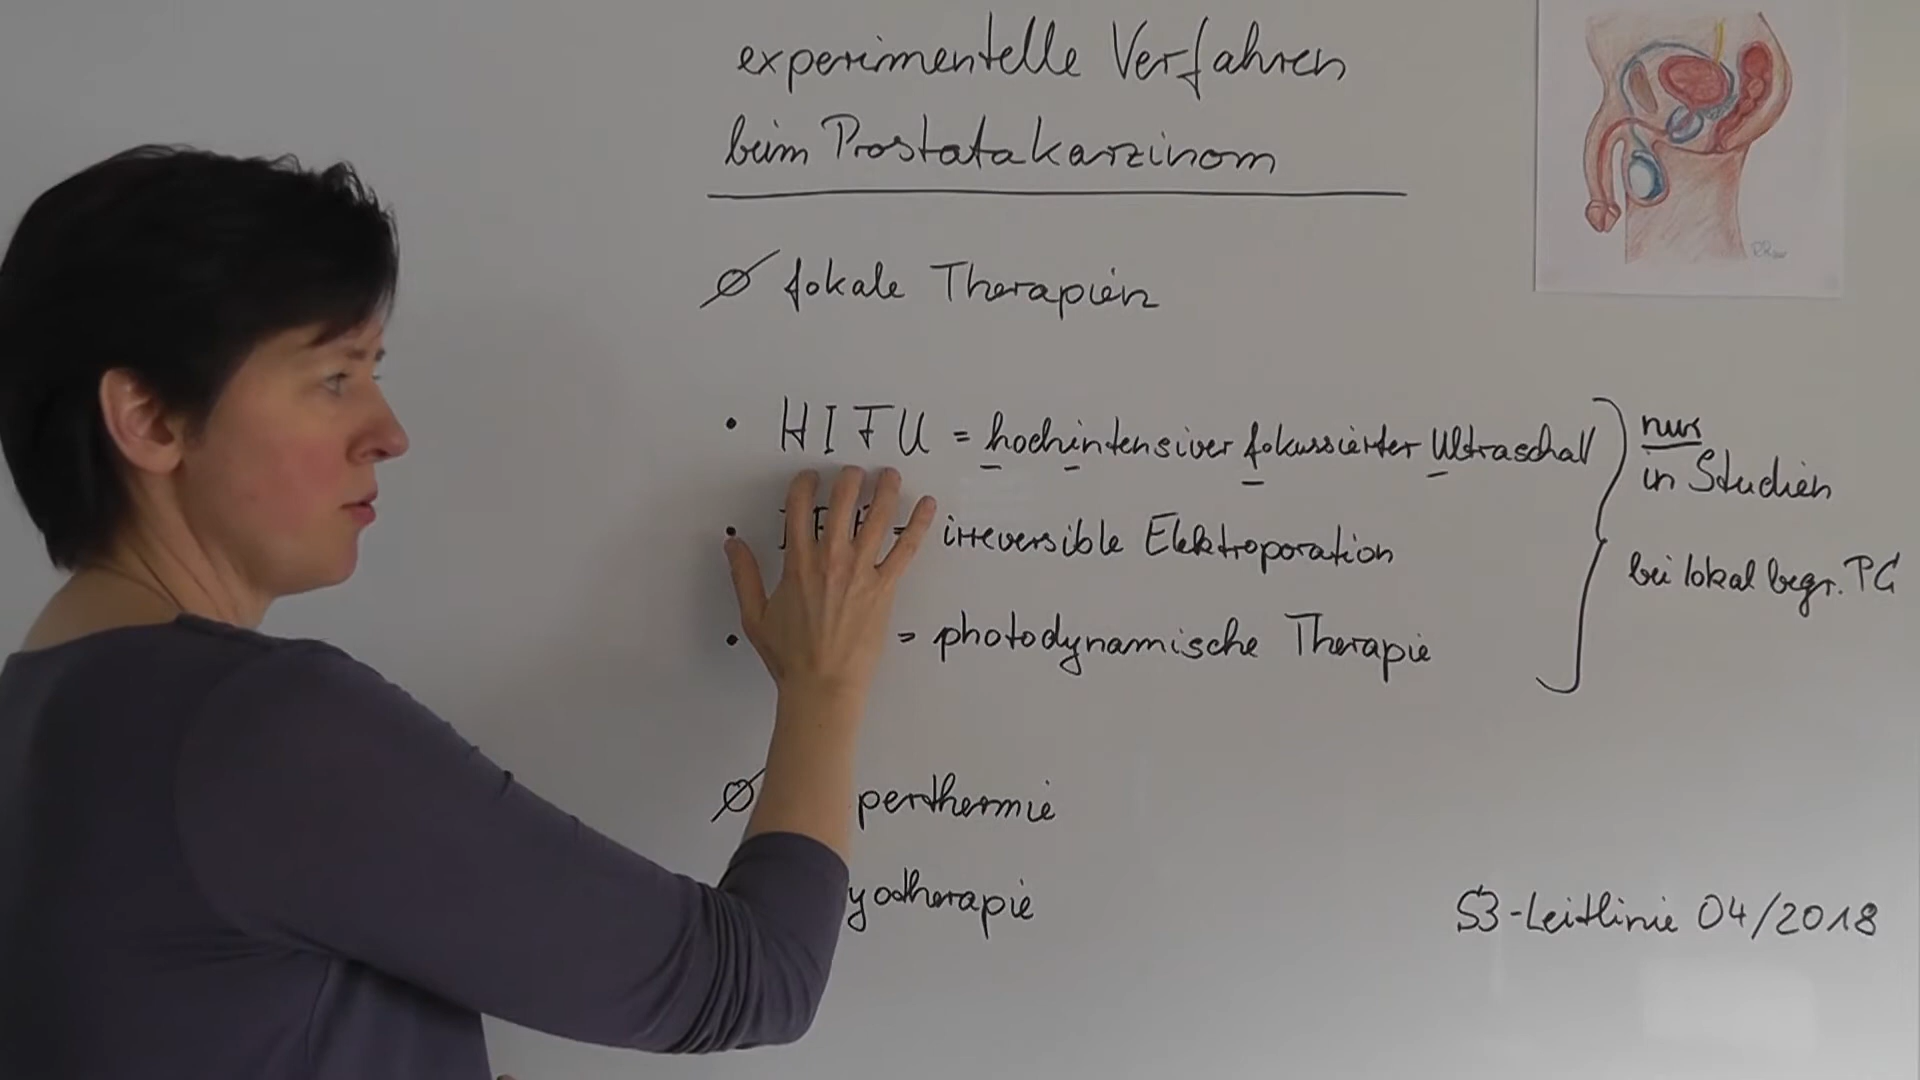 experimentelle Verfahren
beim Prostatakarzinom
Ø fokale Therapien
• HIFU = hochintensiver fokussierter Ultraschall
• = irreversible Elektroporation
• = photodynamische Therapie
nur
in Studien
bei lokal begr. PC
Ø perthermie
yotherapie
S3-Leitlinie 04/2018